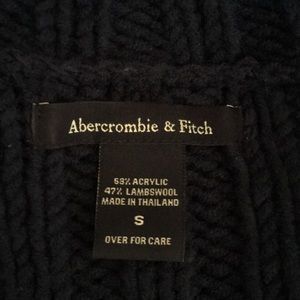 Abercrombie & Fitch
53% ACRYLIC
47% LAMBSWOOL
MADE IN THAILAND
S
OVER FOR CARE